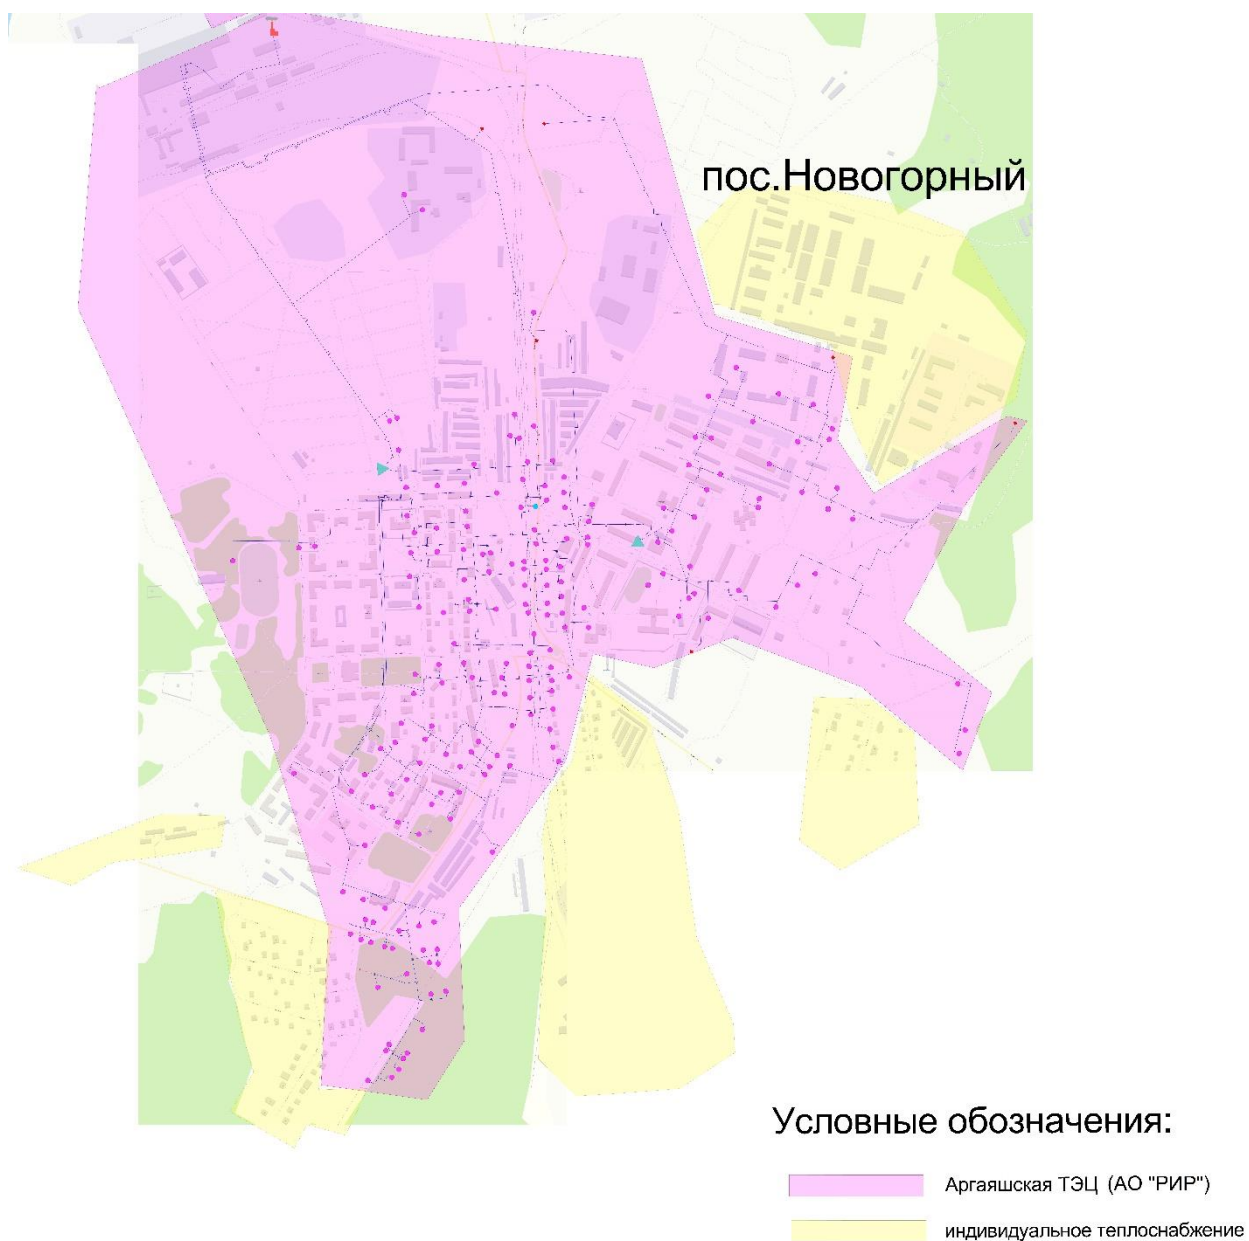 пос.Новогорный
Условные обозначения:
Аргаяшская ТЭЦ (АО "РИР")
индивидуальное теплоснабжение